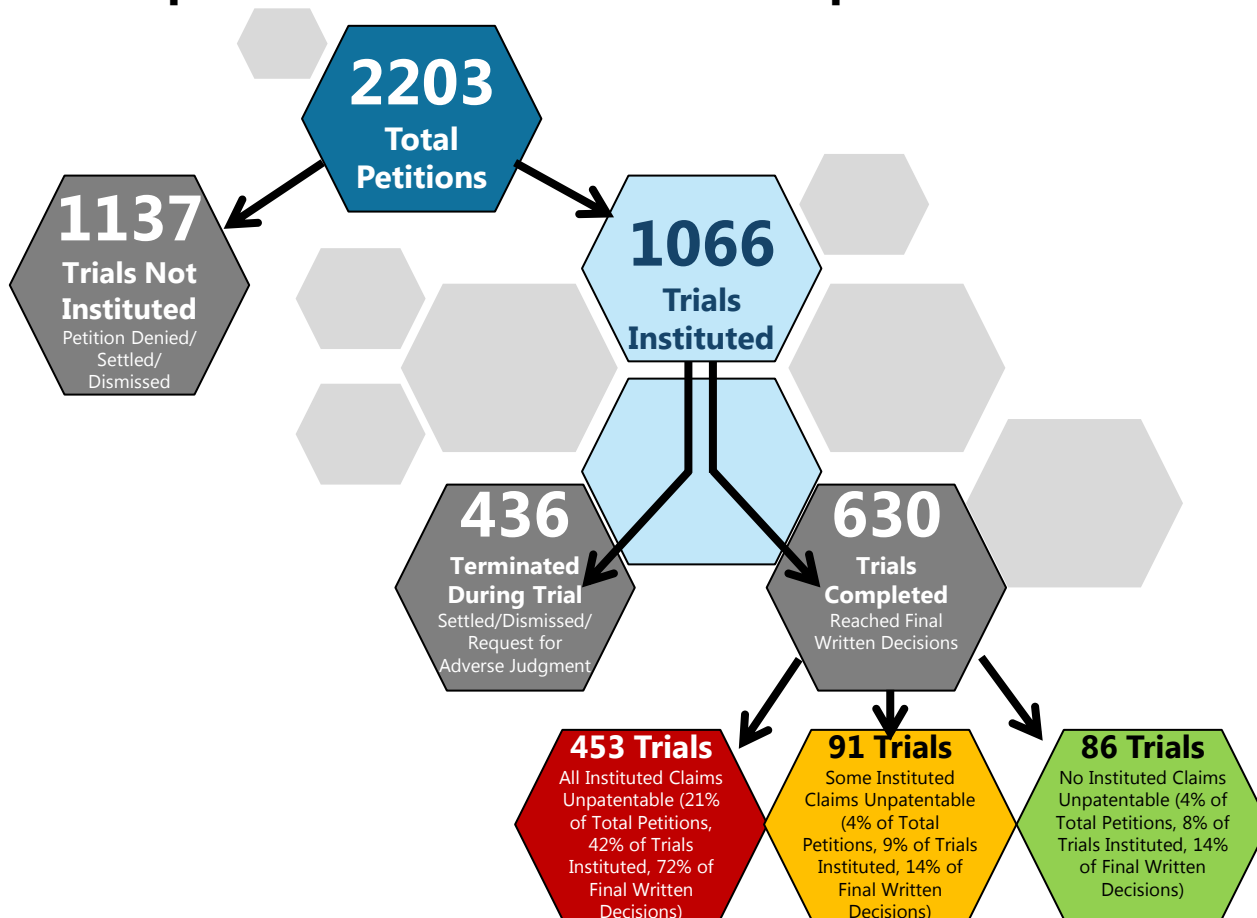 2203
Total
Petitions
1137
Trials Not
Instituted
Petition Denied/
Settled/
Dismissed
1066
Trials
Instituted
436
Terminated
During Trial
Settled/Dismissed/
Request for
Adverse Judgment
630
Trials
Completed
Reached Final
Written Decisions
453 Trials
All Instituted Claims
Unpatentable (21%
of Total Petitions,
42% of Trials
Instituted, 72% of
Final Written
Decisions)
91 Trials
Some Instituted
Claims Unpatentable
(4% of Total
Petitions, 9% of Trials
Instituted, 14% of
Final Written
Decisions)
86 Trials
No Instituted Claims
Unpatentable (4% of
Total Petitions, 8% of
Trials Instituted, 14%
of Final Written
Decisions)